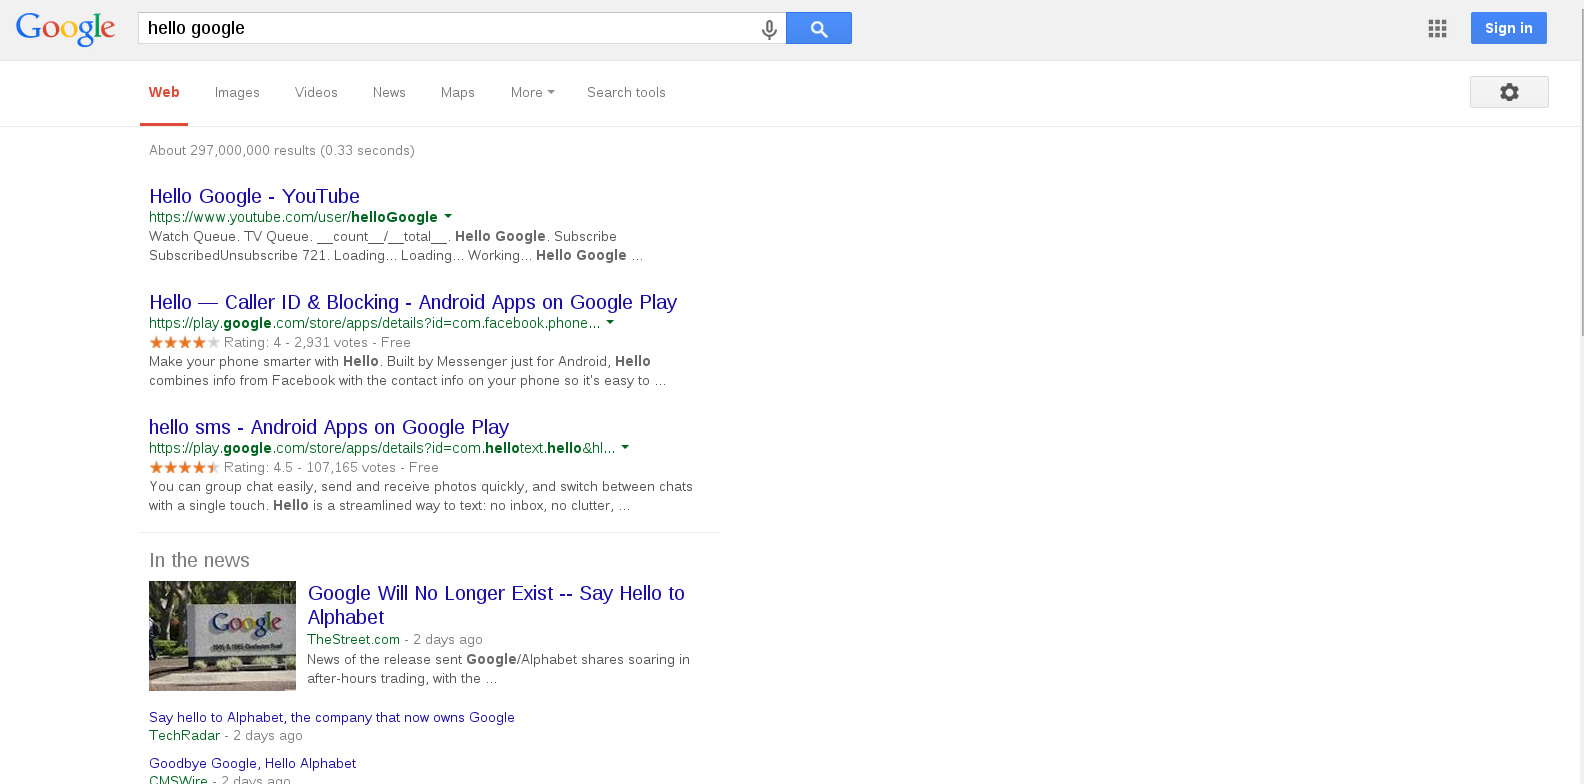 Google
hello google
Sign in
Web Images Videos News Maps More Search tools
About 297,000,000 results (0.33 seconds)
Hello Google - YouTube
https://www.youtube.com/user/helloGoogle
Watch Queue. TV Queue. __count__/__total__. Hello Google. Subscribe
SubscribedUnsubscribe 721. Loading... Loading... Working... Hello Google ...
Hello — Caller ID & Blocking - Android Apps on Google Play
https://play.google.com/store/apps/details?id=com.facebook.phone...
Rating: 4 - 2,931 votes - Free
Make your phone smarter with Hello. Built by Messenger just for Android, Hello
combines info from Facebook with the contact info on your phone so it's easy to ...
hello sms - Android Apps on Google Play
https://play.google.com/store/apps/details?id=com.hellotext.hello&hl...
Rating: 4.5 - 107,165 votes - Free
You can group chat easily, send and receive photos quickly, and switch between chats
with a single touch. Hello is a streamlined way to text: no inbox, no clutter, ...
In the news
Google
Google Will No Longer Exist -- Say Hello to
Alphabet
TheStreet.com - 2 days ago
News of the release sent Google/Alphabet shares soaring in
after-hours trading, with the ...
Say hello to Alphabet, the company that now owns Google
TechRadar - 2 days ago
Goodbye Google, Hello Alphabet
CMSWire - 2 days ago